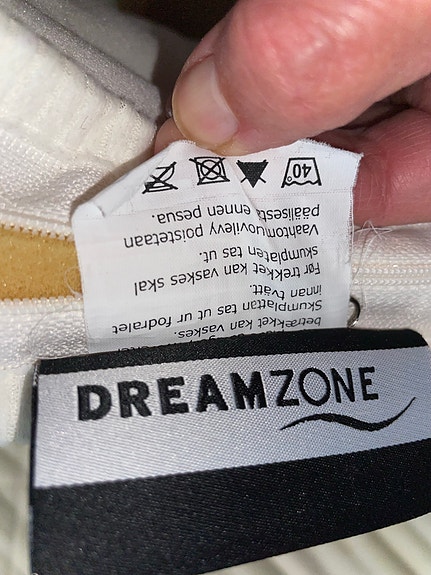 betrækket kan vaskes.
Skumplattan tas ut ur fodralet
innan tvätt.
Før trekket kan vaskes skal
skumplaten tas ut.
Vaahtomuovilevy poistetaan
päälisestä ennen pesua.
40°
DREAMZONE